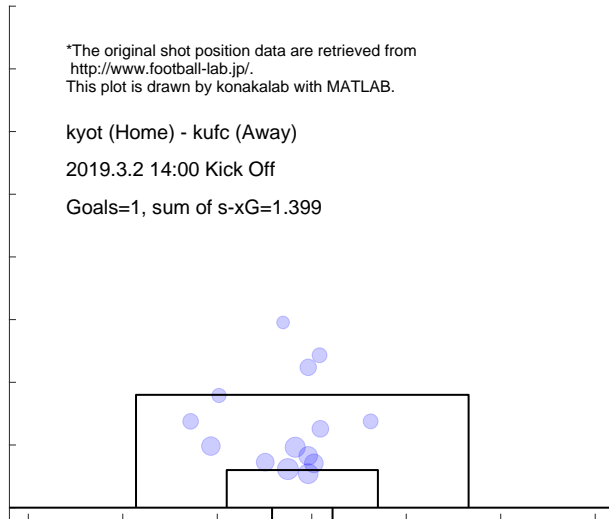 *The original shot position data are retrieved from
http://www.football-lab.jp/.
This plot is drawn by konakalab with MATLAB.
kyot (Home) - kufc (Away)
2019.3.2 14:00 Kick Off
Goals=1, sum of s-xG=1.399